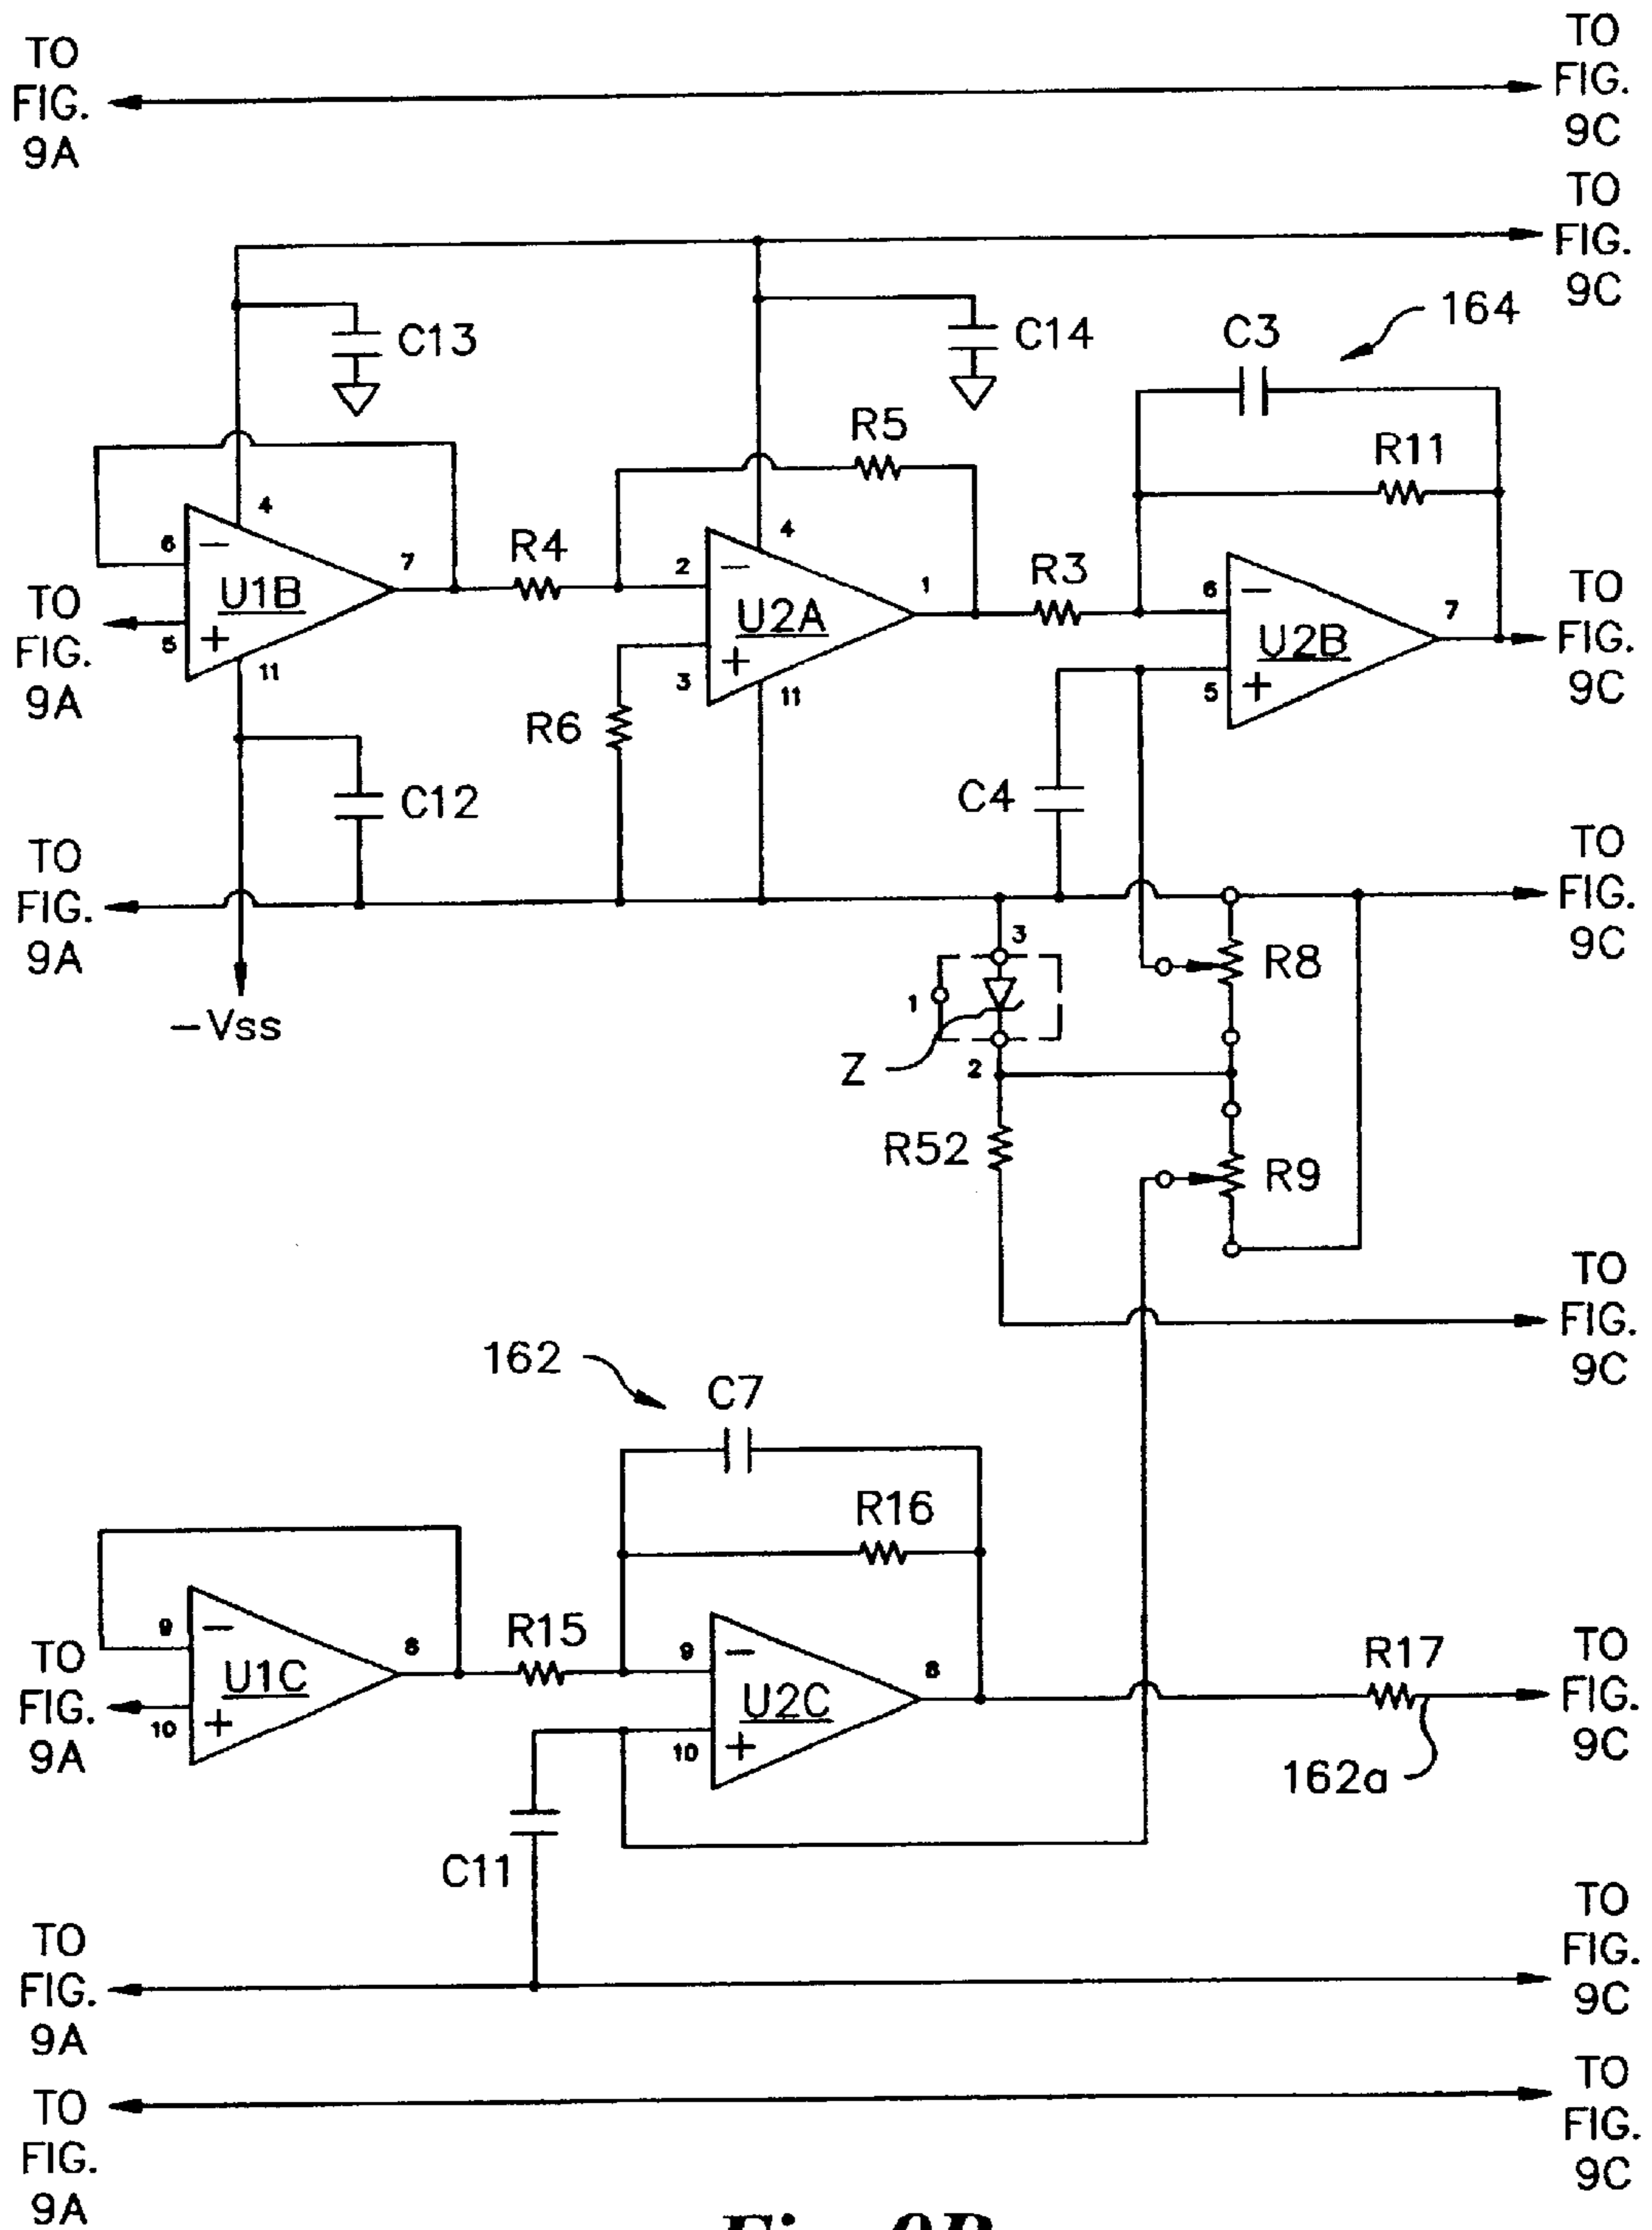 TO
FIG.
9A
TO
FIG.
9C
TO
FIG.
9C
C13
C14
C3
164
R5
R11
4
6
−
7
U1B
+
5
11
R4
4
2
−
1
U2A
+
3
11
R3
6
−
7
U2B
5
+
TO
FIG.
9A
TO
FIG.
9C
R6
C12
C4
TO
FIG.
9A
TO
FIG.
9C
−Vss
3
1
2
Z
R8
R52
R9
TO
FIG.
9C
162
C7
R16
9
−
8
U1C
10
+
R15
9
−
8
U2C
10
+
R17
162a
TO
FIG.
9A
TO
FIG.
9C
C11
TO
FIG.
9A
TO
FIG.
9C
TO
FIG.
9A
TO
FIG.
9C